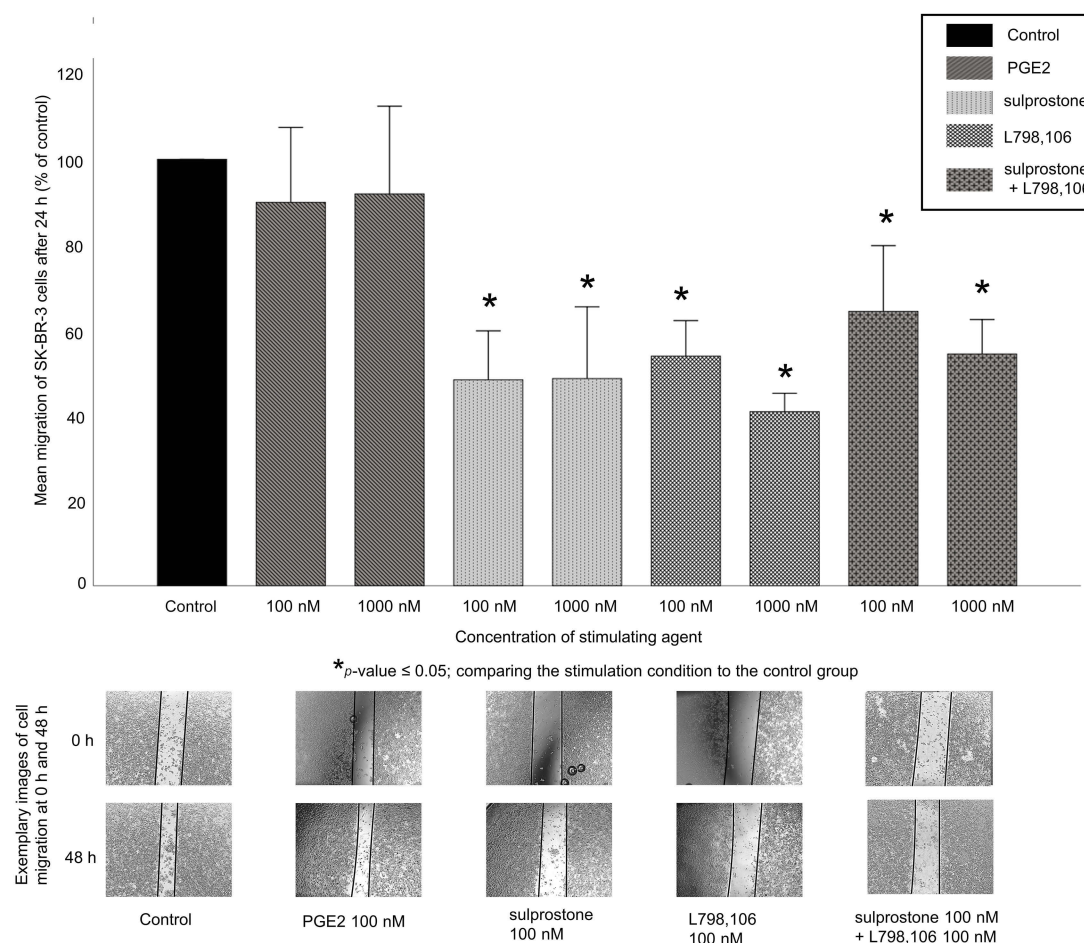 Control
PGE2
sulprostone
L798,106
sulprostone
+ L798,106
Mean migration of SK-BR-3 cells after 24 h (% of control)
120
100
80
60
40
20
0
*
*
*
*
*
*
Control
100 nM
1000 nM
100 nM
1000 nM
100 nM
1000 nM
100 nM
1000 nM
Concentration of stimulating agent
*p-value ≤ 0.05; comparing the stimulation condition to the control group
Exemplary images of cell
migration at 0 h and 48 h
0 h
48 h
Control
PGE2 100 nM
sulprostone
100 nM
L798,106
100 nM
sulprostone 100 nM
+ L798,106 100 nM